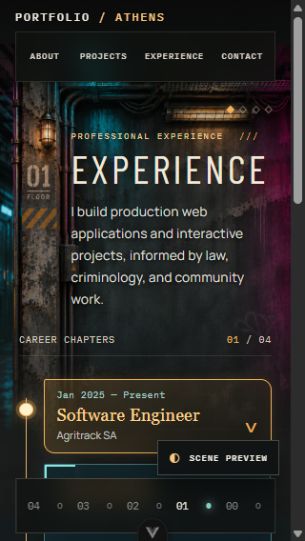 PORTFOLIO / ATHENS
ABOUT PROJECTS EXPERIENCE CONTACT
PROFESSIONAL EXPERIENCE ///
01
FLOOR
EXPERIENCE
I build production web
applications and interactive
projects, informed by law,
criminology, and community
work.
CAREER CHAPTERS 01 / 04
Jan 2025 — Present
Software Engineer
Agritrack SA
SCENE PREVIEW
04 03 02 01 00